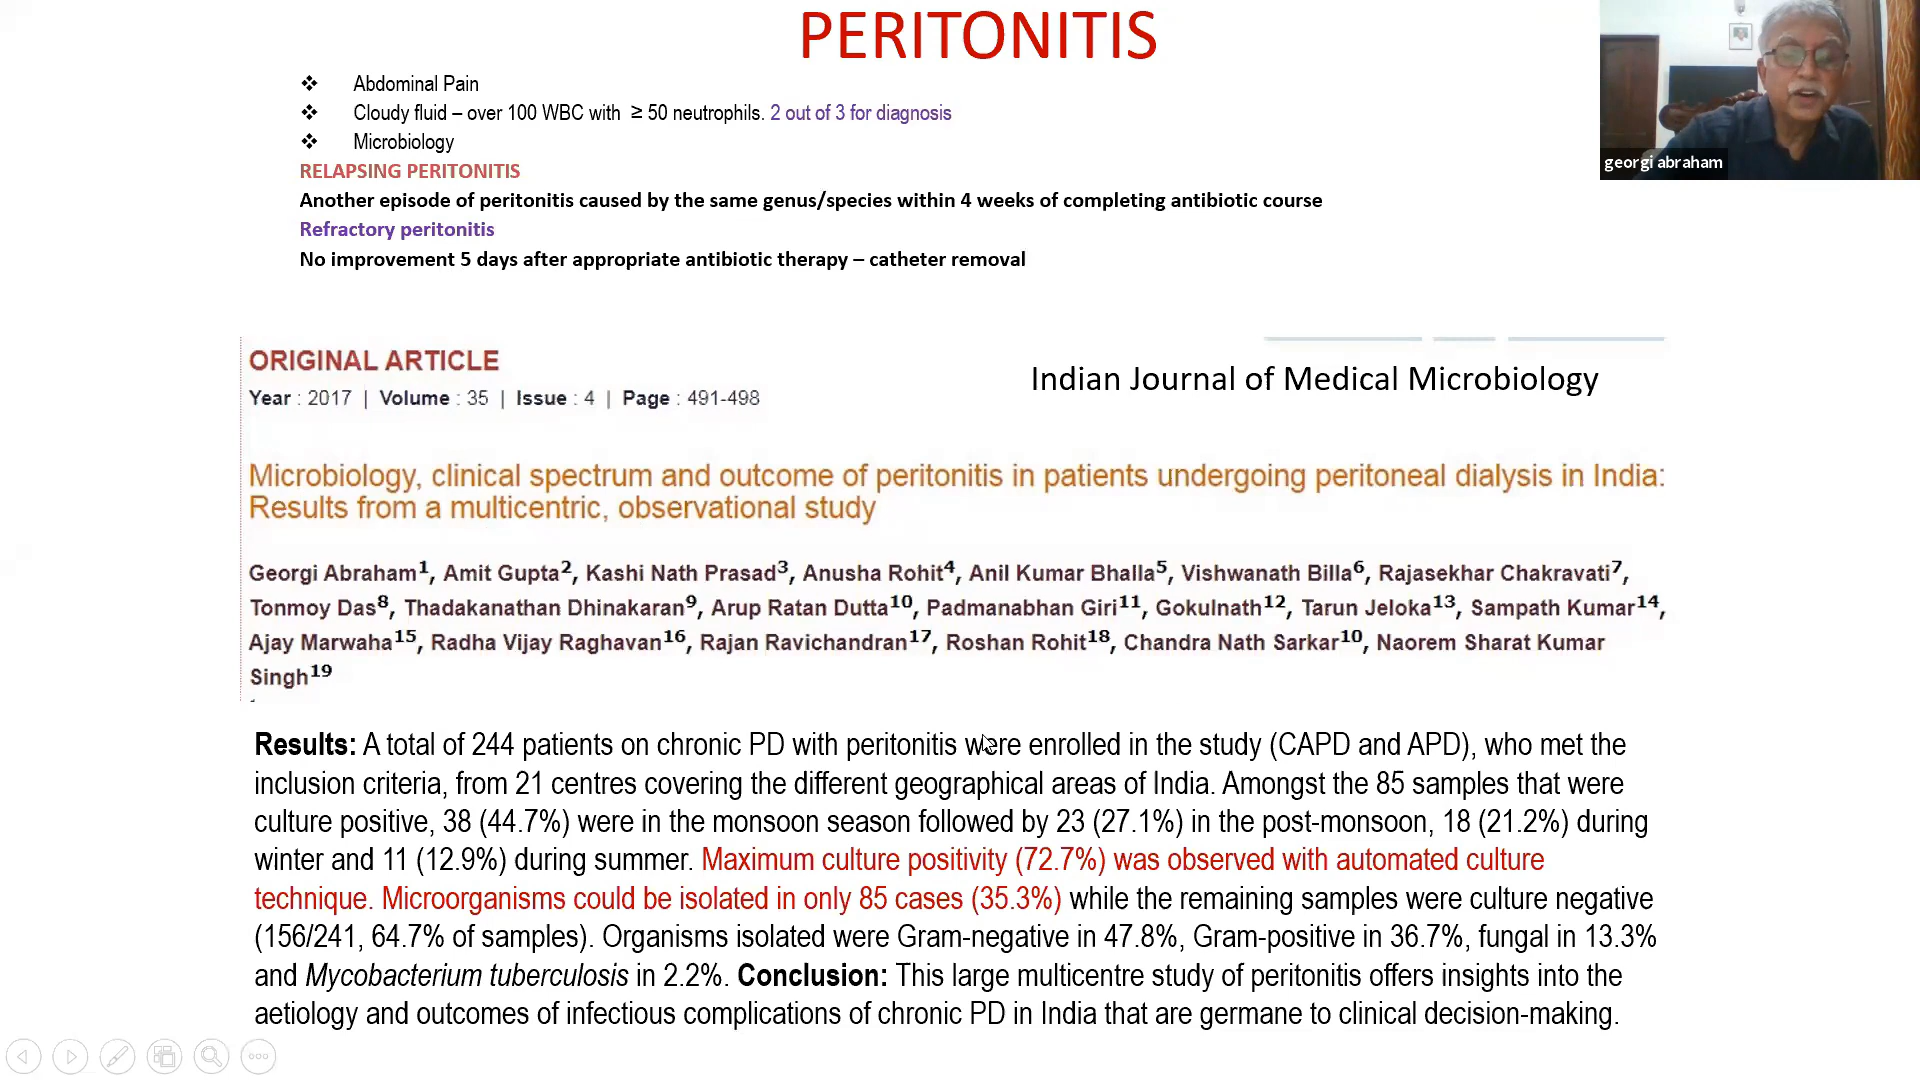 PERITONITIS
❖ Abdominal Pain
❖ Cloudy fluid – over 100 WBC with ≥ 50 neutrophils. 2 out of 3 for diagnosis
❖ Microbiology
RELAPSING PERITONITIS
Another episode of peritonitis caused by the same genus/species within 4 weeks of completing antibiotic course
Refractory peritonitis
No improvement 5 days after appropriate antibiotic therapy – catheter removal
georgi abraham
ORIGINAL ARTICLE
Indian Journal of Medical Microbiology
Year : 2017 | Volume : 35 | Issue : 4 | Page : 491-498
Microbiology, clinical spectrum and outcome of peritonitis in patients undergoing peritoneal dialysis in India:
Results from a multicentric, observational study
Georgi Abraham1, Amit Gupta2, Kashi Nath Prasad3, Anusha Rohit4, Anil Kumar Bhalla5, Vishwanath Billa6, Rajasekhar Chakravati7,
Tonmoy Das8, Thadakanathan Dhinakaran9, Arup Ratan Dutta10, Padmanabhan Giri11, Gokulnath12, Tarun Jeloka13, Sampath Kumar14,
Ajay Marwaha15, Radha Vijay Raghavan16, Rajan Ravichandran17, Roshan Rohit18, Chandra Nath Sarkar10, Naorem Sharat Kumar
Singh19
Results: A total of 244 patients on chronic PD with peritonitis were enrolled in the study (CAPD and APD), who met the
inclusion criteria, from 21 centres covering the different geographical areas of India. Amongst the 85 samples that were
culture positive, 38 (44.7%) were in the monsoon season followed by 23 (27.1%) in the post-monsoon, 18 (21.2%) during
winter and 11 (12.9%) during summer. Maximum culture positivity (72.7%) was observed with automated culture
technique. Microorganisms could be isolated in only 85 cases (35.3%) while the remaining samples were culture negative
(156/241, 64.7% of samples). Organisms isolated were Gram-negative in 47.8%, Gram-positive in 36.7%, fungal in 13.3%
and Mycobacterium tuberculosis in 2.2%. Conclusion: This large multicentre study of peritonitis offers insights into the
aetiology and outcomes of infectious complications of chronic PD in India that are germane to clinical decision-making.